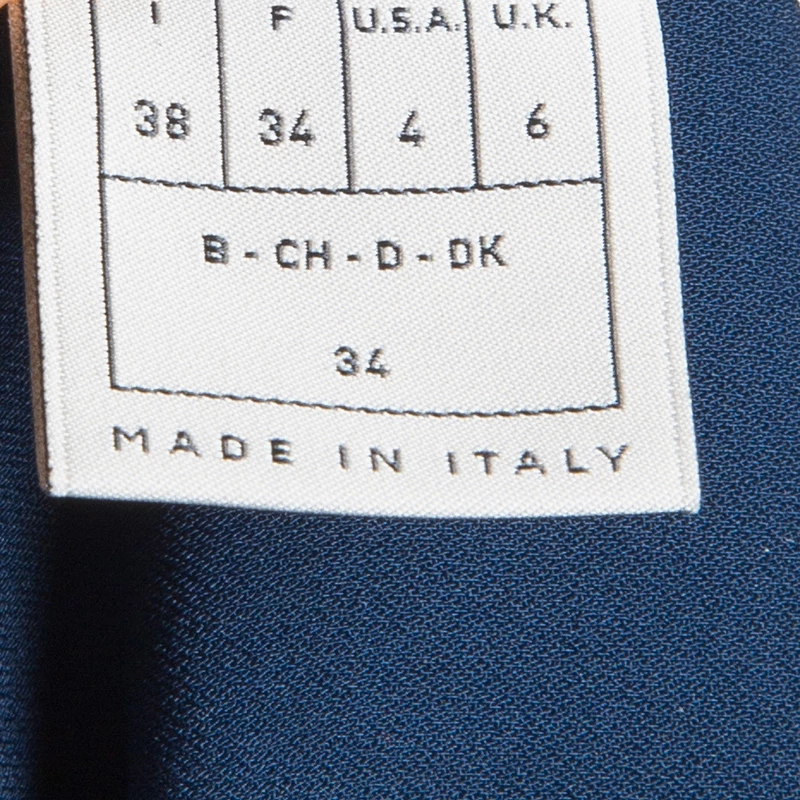 I F U.S.A. U.K.
38 34 4 6
B - CH - D - DK
34
MADE IN ITALY